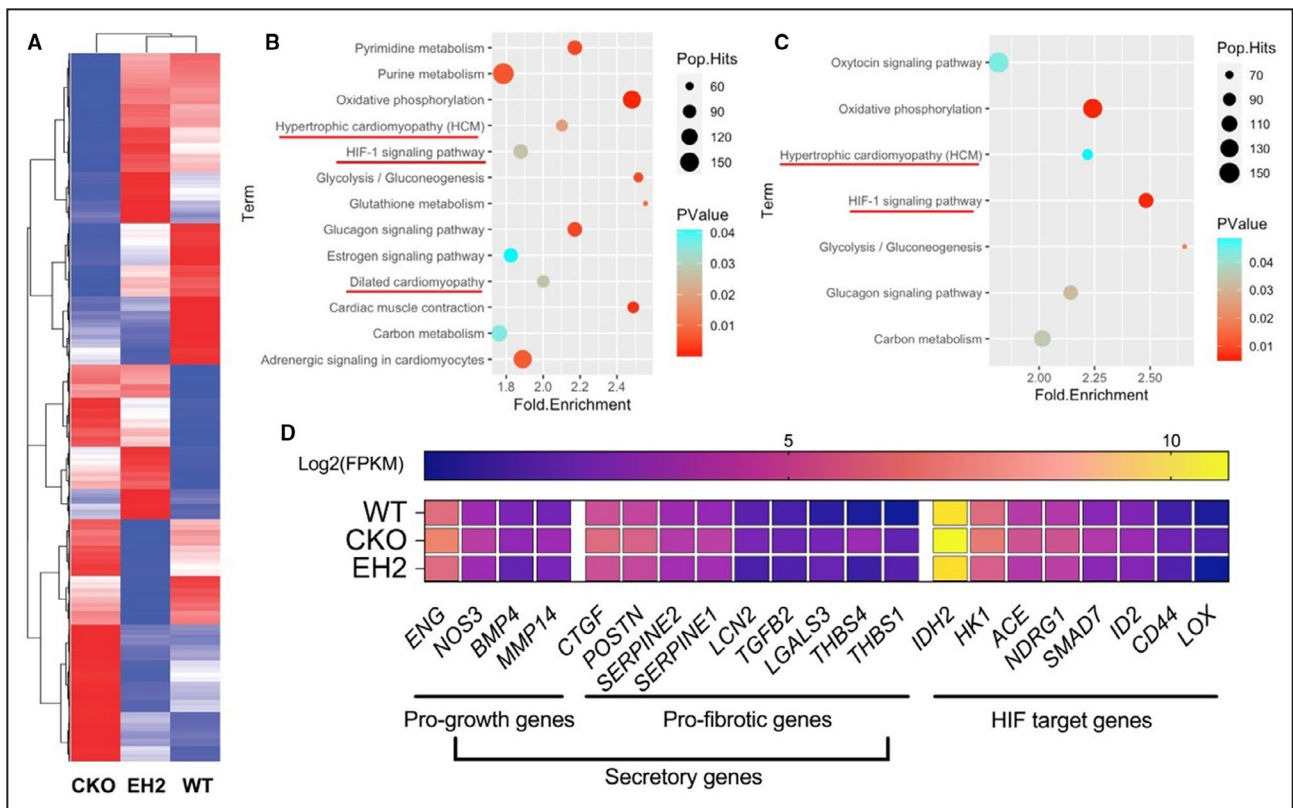 A
CKO EH2 WT
B
Term
Pyrimidine metabolism
Purine metabolism
Oxidative phosphorylation
Hypertrophic cardiomyopathy (HCM)
HIF-1 signaling pathway
Glycolysis / Gluconeogenesis
Glutathione metabolism
Glucagon signaling pathway
Estrogen signaling pathway
Dilated cardiomyopathy
Cardiac muscle contraction
Carbon metabolism
Adrenergic signaling in cardiomyocytes
1.8 2.0 2.2 2.4
Fold.Enrichment
Pop.Hits
60
90
120
150
PValue
0.04
0.03
0.02
0.01
C
Term
Oxytocin signaling pathway
Oxidative phosphorylation
Hypertrophic cardiomyopathy (HCM)
HIF-1 signaling pathway
Glycolysis / Gluconeogenesis
Glucagon signaling pathway
Carbon metabolism
2.00 2.25 2.50
Fold.Enrichment
Pop.Hits
70
90
110
130
150
PValue
0.04
0.03
0.02
0.01
D
5 10
Log2(FPKM)
WT
CKO
EH2
ENG NOS3 BMP4 MMP14 CTGF POSTN SERPINE2 SERPINE1 LCN2 TGFB2 LGALS3 THBS4 THBS1 IDH2 HK1 ACE NDRG1 SMAD7 ID2 CD44 LOX
Pro-growth genes Pro-fibrotic genes HIF target genes
Secretory genes